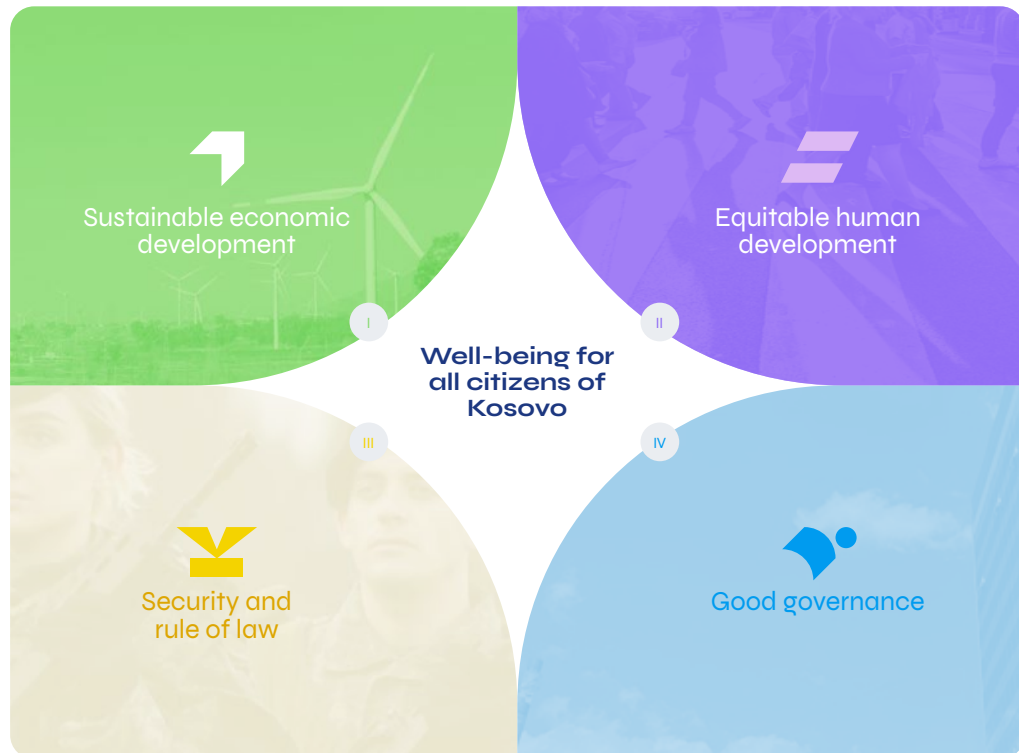 Sustainable economic
development
I
Equitable human
development
II
Well-being for
all citizens of
Kosovo
III
Security and
rule of law
IV
Good governance